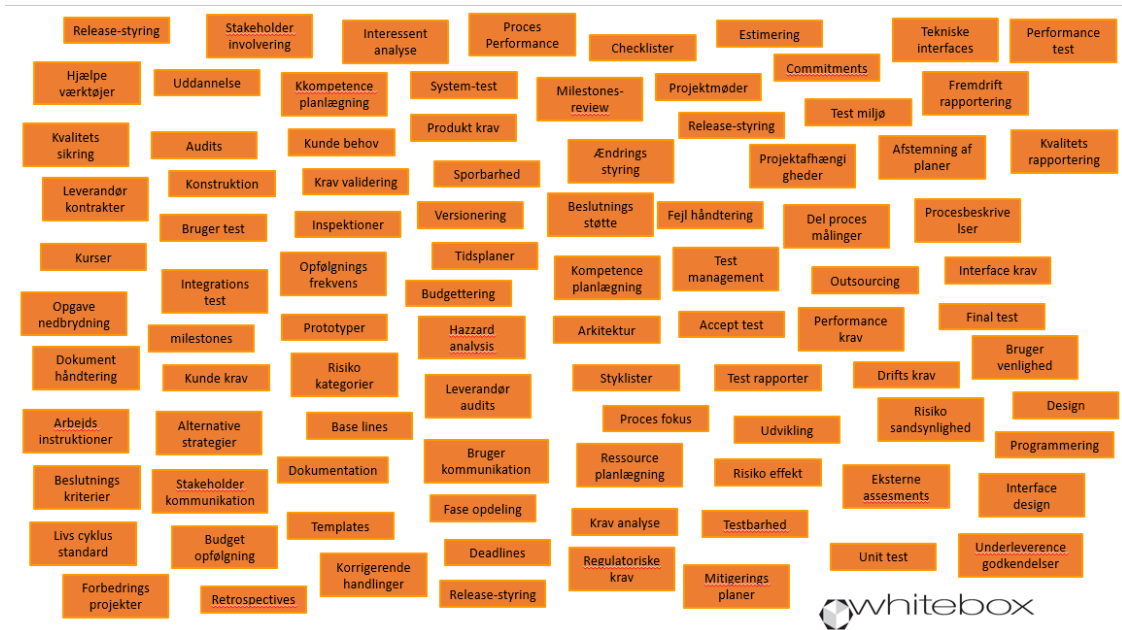 Release-styring
Stakeholder
involvering
Interessent
analyse
Proces
Performance
Checklister
Estimering
Tekniske
interfaces
Performance
test
Hjælpe
værktøjer
Uddannelse
Kkompetence
planlægning
System-test
Milestones-
review
Projektmøder
Commitments
Fremdrift
rapportering
Kvalitets
sikring
Audits
Kunde behov
Produkt krav
Release-styring
Test miljø
Ændrings
styring
Projektafhængi
gheder
Afstemning af
planer
Kvalitets
rapportering
Leverandør
kontrakter
Konstruktion
Krav validering
Sporbarhed
Bruger test
Inspektioner
Versionering
Beslutnings
støtte
Fejl håndtering
Del proces
målinger
Procesbeskrive
lser
Kurser
Integrations
test
Opfølgnings
frekvens
Tidsplaner
Kompetence
planlægning
Test
management
Outsourcing
Interface krav
Opgave
nedbrydning
milestones
Prototyper
Budgettering
Hazzard
analysis
Arkitektur
Accept test
Performance
krav
Final test
Dokument
håndtering
Kunde krav
Risiko
kategorier
Leverandør
audits
Styklister
Test rapporter
Drifts krav
Bruger
venlighed
Arbejds
instruktioner
Alternative
strategier
Base lines
Bruger
kommunikation
Proces fokus
Udvikling
Risiko
sandsynlighed
Design
Programmering
Beslutnings
kriterier
Stakeholder
kommunikation
Dokumentation
Fase opdeling
Ressource
planlægning
Risiko effekt
Eksterne
assesments
Interface
design
Livs cyklus
standard
Budget
opfølgning
Templates
Deadlines
Krav analyse
Testbarhed
Unit test
Underleverence
godkendelser
Forbedrings
projekter
Retrospectives
Korrigerende
handlinger
Release-styring
Regulatoriske
krav
Mitigerings
planer
whitebox